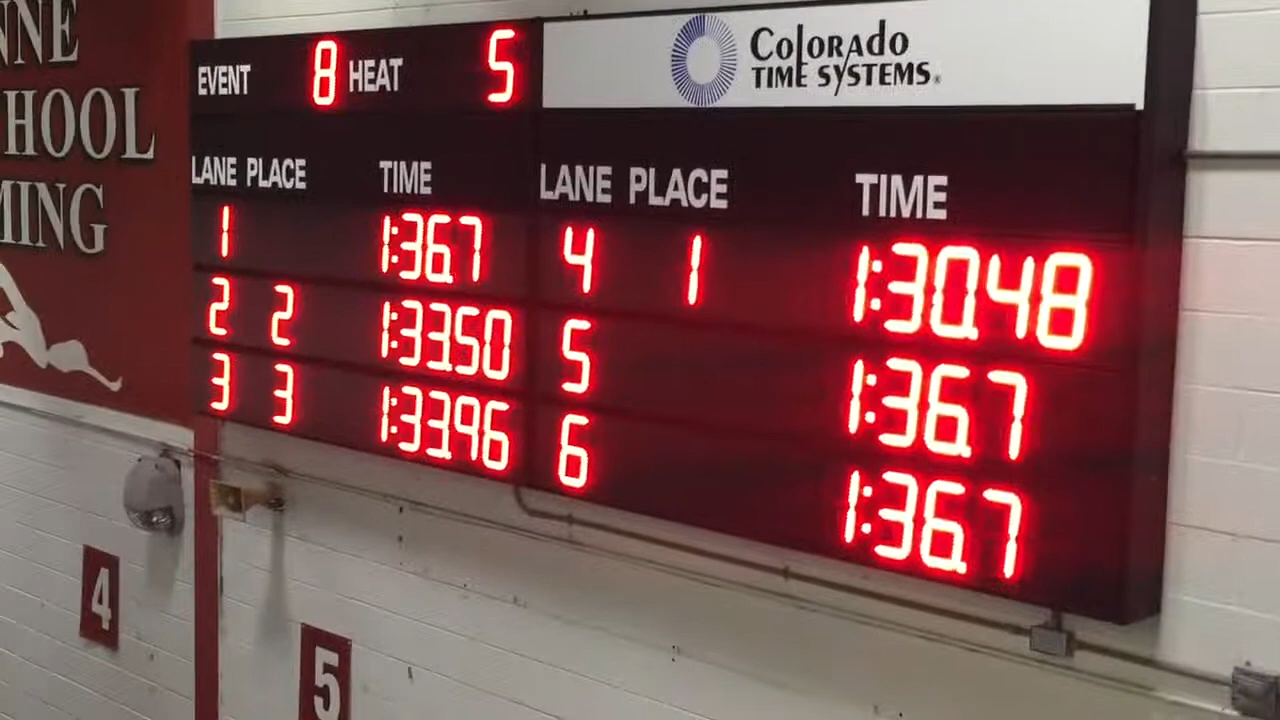 NNE
HOOL
MING
EVENT 8 HEAT 5
Colorado
TIME SYSTEMS
LANE PLACE TIME
1 1:36.7
2 2 1:33.50
3 3 1:33.96
LANE PLACE TIME
4 1 1:30.48
5 1:36.7
6 1:36.7
4
5